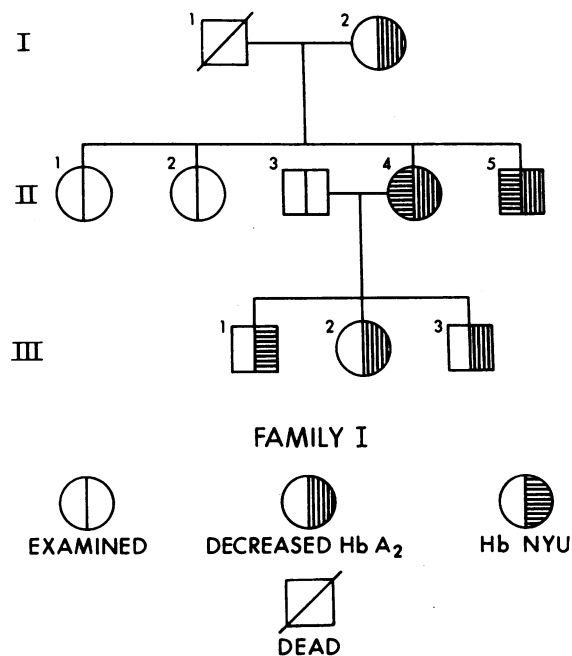 I 1 2
II 1 2 3 4 5
III 1 2 3
FAMILY I
EXAMINED DECREASED Hb A₂ Hb NYU
DEAD